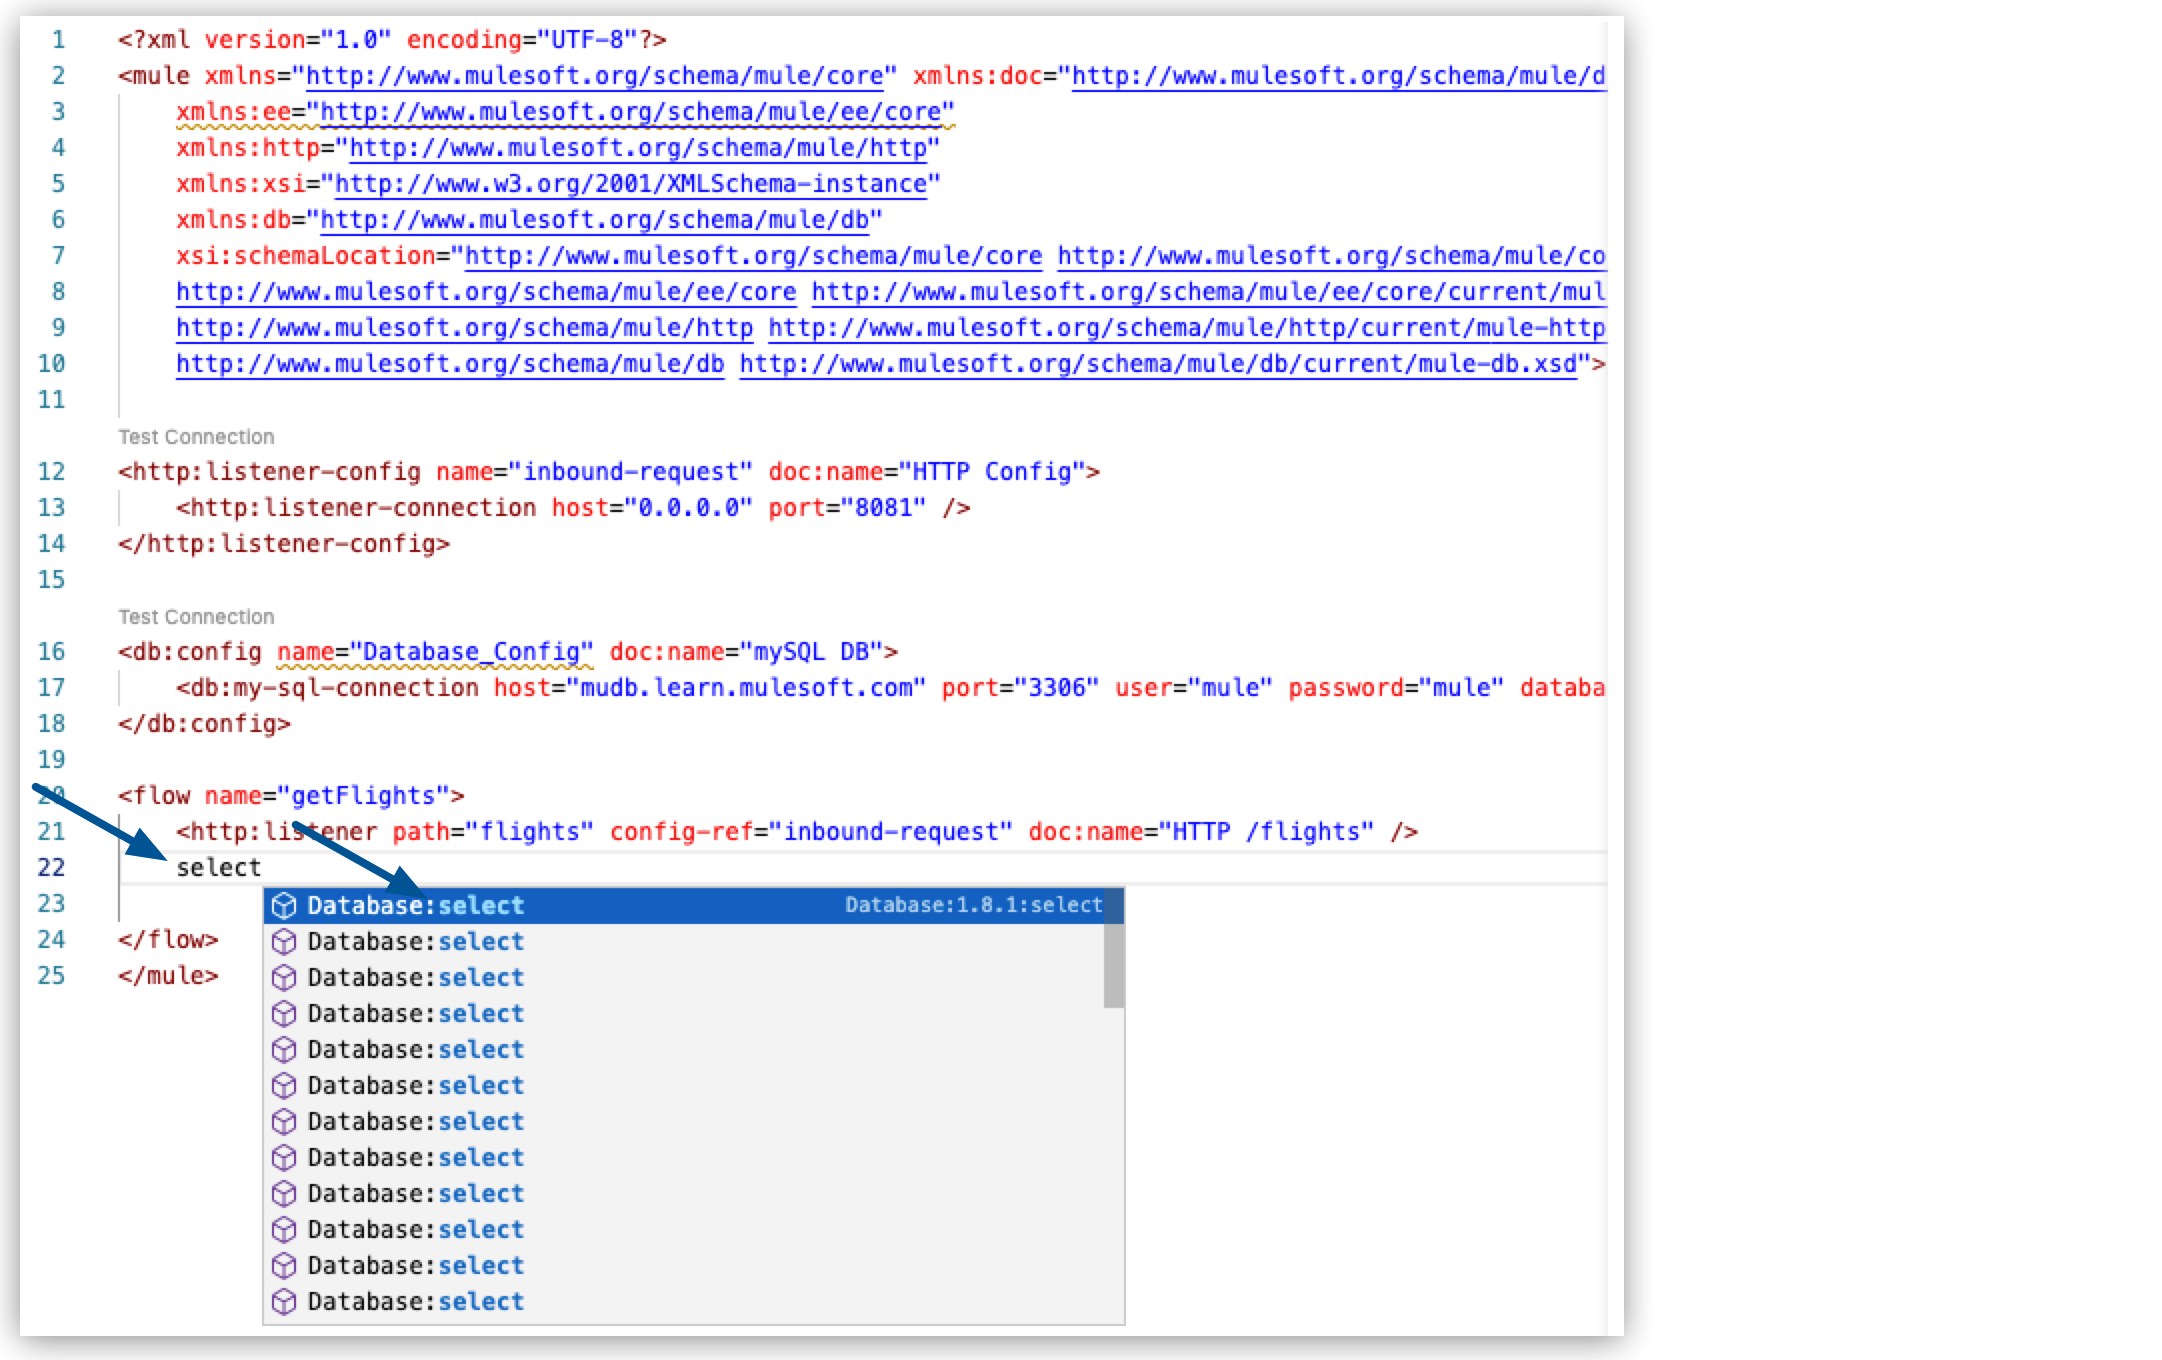 1 <?xml version="1.0" encoding="UTF-8"?>
2 <mule xmlns="http://www.mulesoft.org/schema/mule/core" xmlns:doc="http://www.mulesoft.org/schema/mule/d
3 xmlns:ee="http://www.mulesoft.org/schema/mule/ee/core"
4 xmlns:http="http://www.mulesoft.org/schema/mule/http"
5 xmlns:xsi="http://www.w3.org/2001/XMLSchema-instance"
6 xmlns:db="http://www.mulesoft.org/schema/mule/db"
7 xsi:schemaLocation="http://www.mulesoft.org/schema/mule/core http://www.mulesoft.org/schema/mule/co
8 http://www.mulesoft.org/schema/mule/ee/core http://www.mulesoft.org/schema/mule/ee/core/current/mul
9 http://www.mulesoft.org/schema/mule/http http://www.mulesoft.org/schema/mule/http/current/mule-http
10 http://www.mulesoft.org/schema/mule/db http://www.mulesoft.org/schema/mule/db/current/mule-db.xsd">
11
Test Connection
12 <http:listener-config name="inbound-request" doc:name="HTTP Config">
13 <http:listener-connection host="0.0.0.0" port="8081" />
14 </http:listener-config>
15
Test Connection
16 <db:config name="Database_Config" doc:name="mySQL DB">
17 <db:my-sql-connection host="mudb.learn.mulesoft.com" port="3306" user="mule" password="mule" databa
18 </db:config>
19
20 <flow name="getFlights">
21 <http:listener path="flights" config-ref="inbound-request" doc:name="HTTP /flights" />
22 select
23 Database:select Database:1.8.1:select
24 </flow> Database:select
25 </mule> Database:select
Database:select
Database:select
Database:select
Database:select
Database:select
Database:select
Database:select
Database:select
Database:select